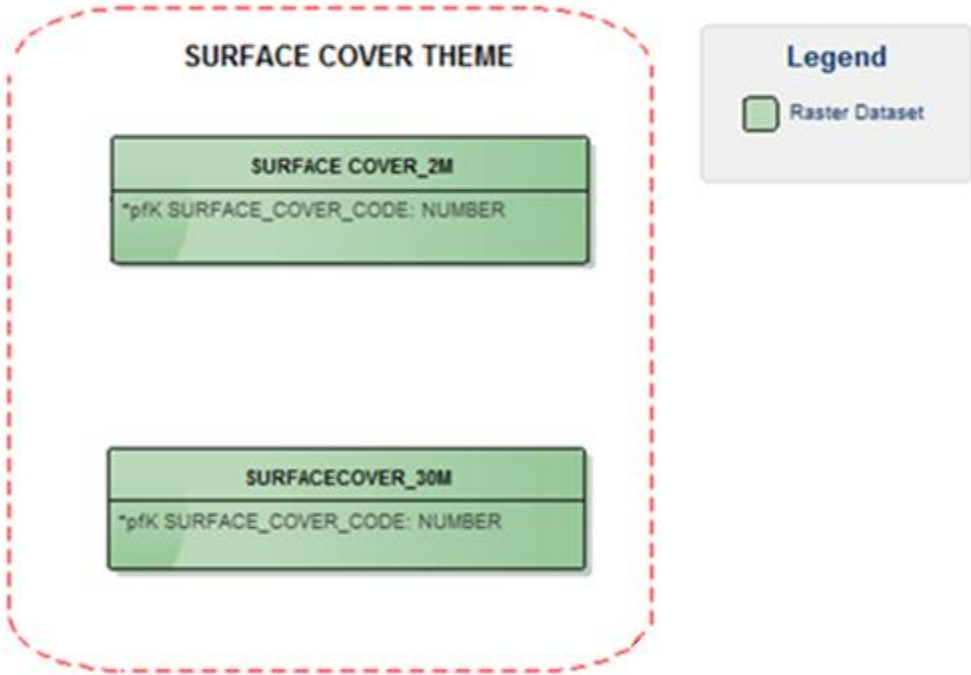 SURFACE COVER THEME
Legend
Raster Dataset
SURFACE COVER_2M
*pfK SURFACE_COVER_CODE: NUMBER
SURFACECOVER_30M
*pfK SURFACE_COVER_CODE: NUMBER